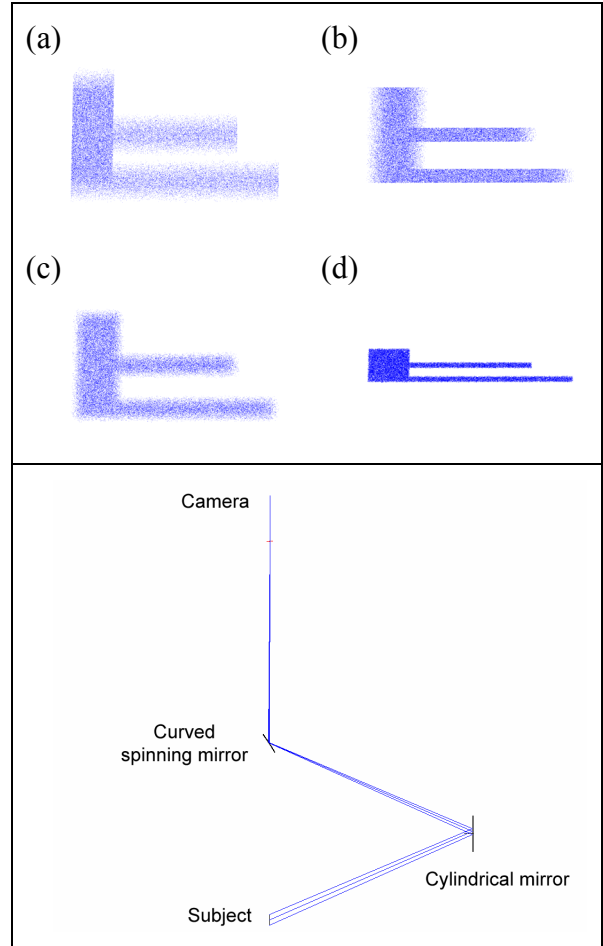 (a)
(b)
(c)
(d)
Camera
Curved
spinning mirror
Cylindrical mirror
Subject